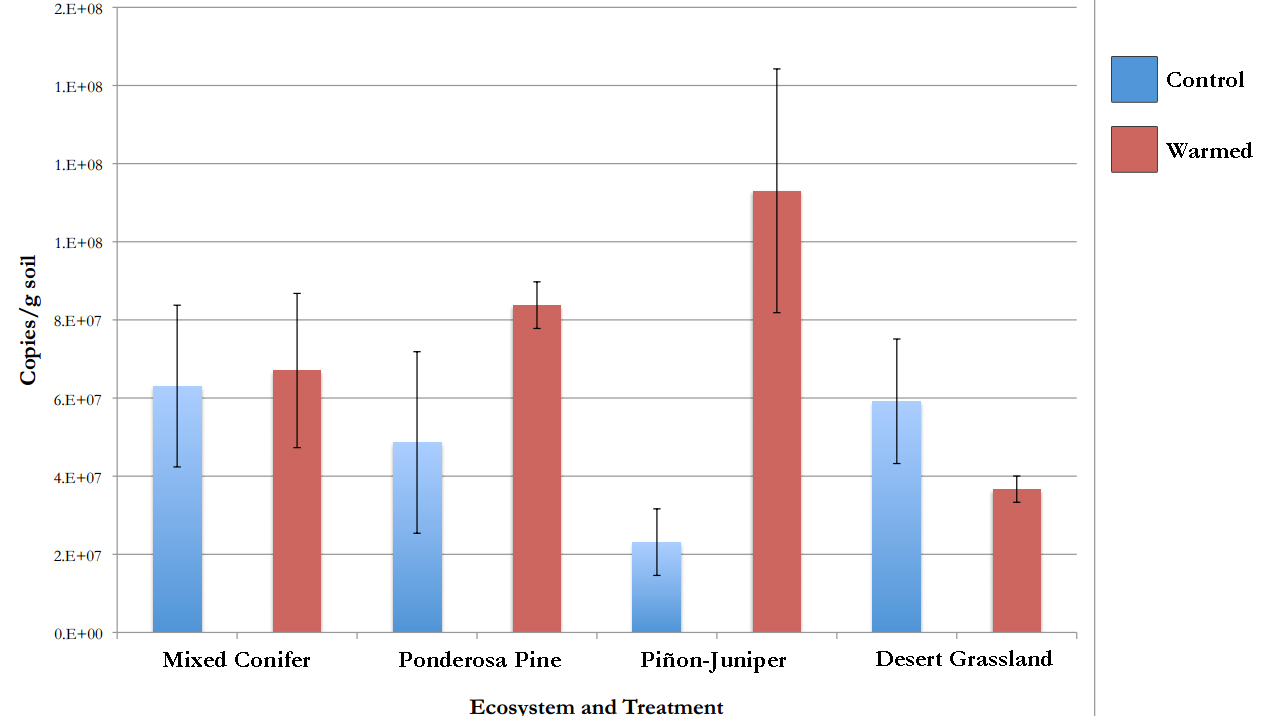 2.E+08
1.E+08
1.E+08
1.E+08
8.E+07
6.E+07
4.E+07
2.E+07
0.E+00
Copies/g soil
Mixed Conifer
Ponderosa Pine
Piñon-Juniper
Desert Grassland
Ecosystem and Treatment
Control
Warmed